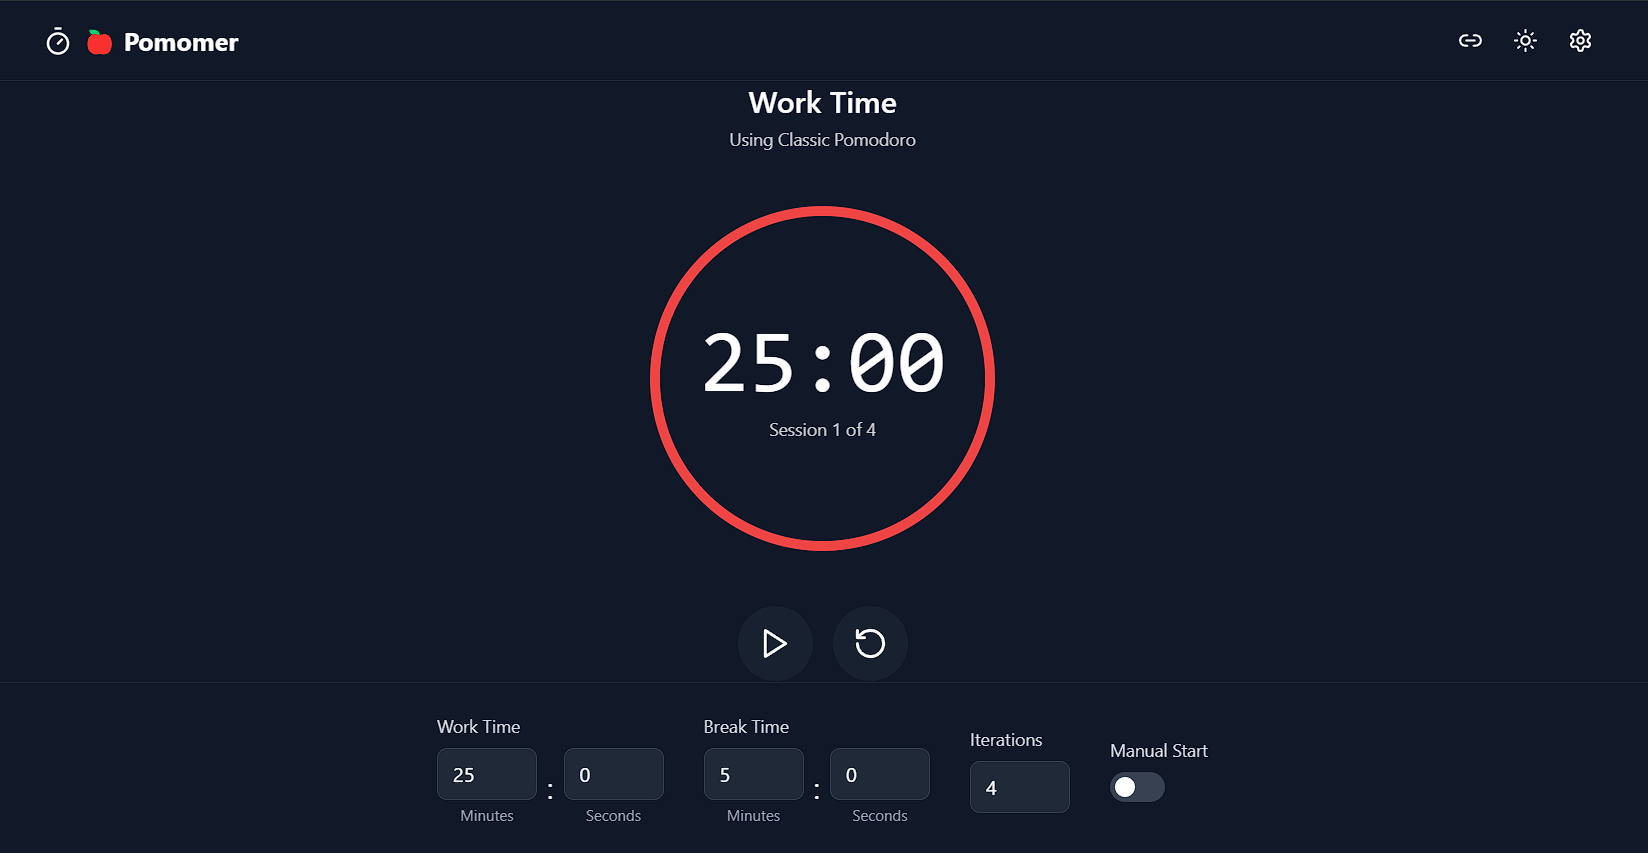 Pomomer
Work Time
Using Classic Pomodoro
25:00
Session 1 of 4
Work Time
25 : 0
Minutes Seconds
Break Time
5 : 0
Minutes Seconds
Iterations
4
Manual Start